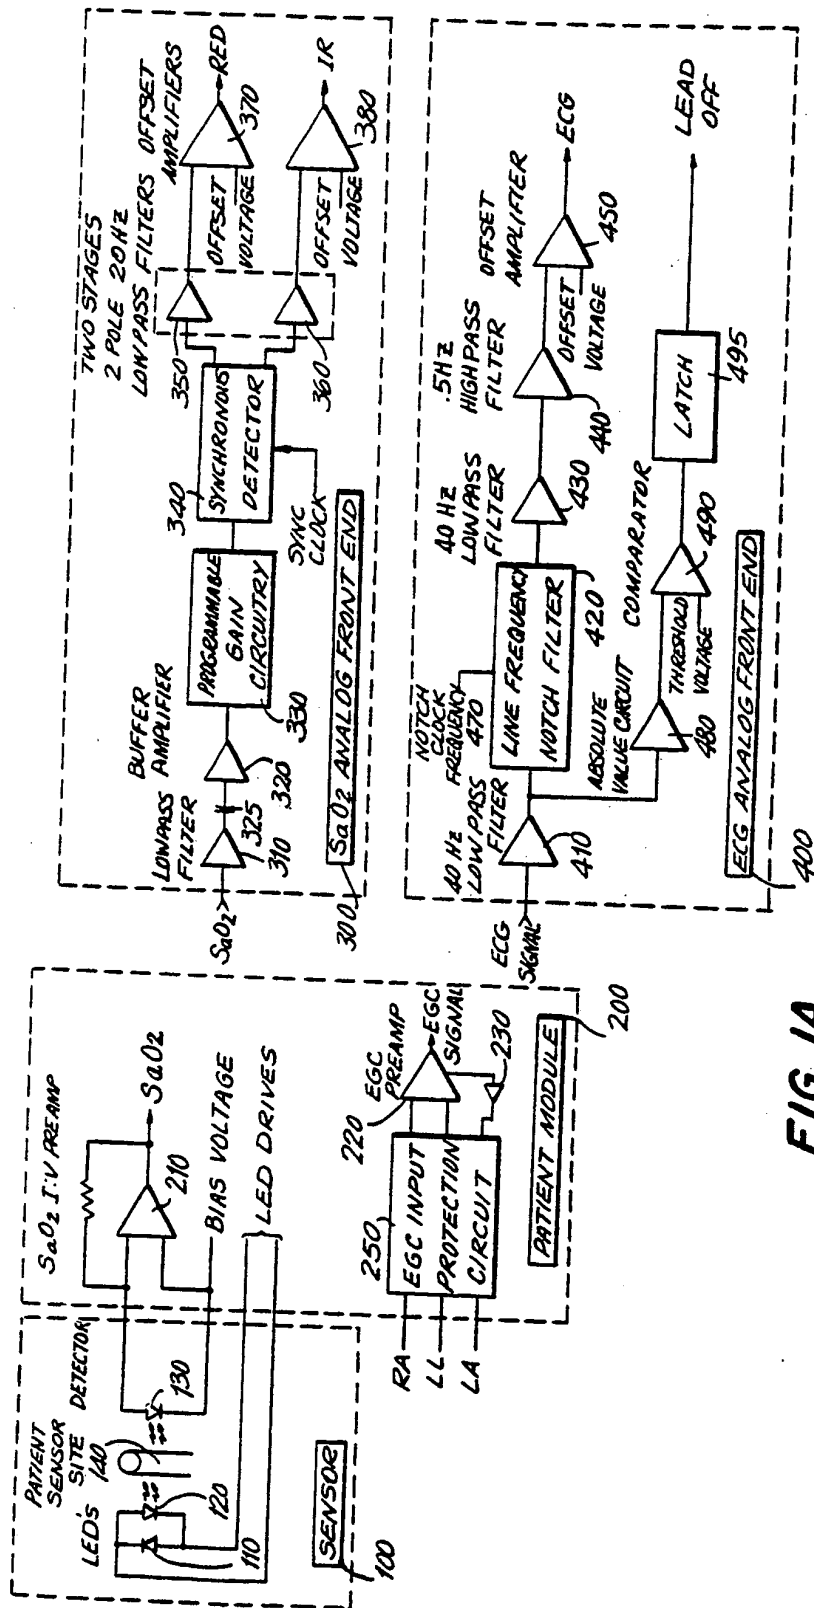 PATIENT
SENSOR
SITE
140
DETECTOR
130
LED'S
120
110
SENSOR
100
SaO2 I:V PREAMP
210
SaO2
BIAS VOLTAGE
LED DRIVES
RA
LL
LA
250
EGC INPUT
PROTECTION
CIRCUIT
220
EGC
PREAMP
EGC
SIGNAL
230
PATIENT MODULE
200
SaO2
LOWPASS
FILTER
310
325
BUFFER
AMPLIFIER
320
PROGRAMMABLE
GAIN
CIRCUITRY
330
SYNCHRONOUS
DETECTOR
340
SYNC
CLOCK
TWO STAGES
2 POLE 20HZ
LOWPASS FILTERS
350
360
OFFSET
AMPLIFIERS
OFFSET
VOLTAGE
370
RED
OFFSET
VOLTAGE
380
IR
SaO2 ANALOG FRONT END
300
ECG
SIGNAL
40 HZ
LOWPASS
FILTER
410
NOTCH
CLOCK
FREQUENCY
470
LINE FREQUENCY
NOTCH FILTER
420
40 HZ
LOWPASS
FILTER
430
.5HZ
HIGHPASS
FILTER
440
OFFSET
AMPLIFIER
OFFSET
VOLTAGE
450
ECG
ABSOLUTE
VALUE CIRCUIT
480
COMPARATOR
THRESHOLD
VOLTAGE
490
LATCH
495
LEAD
OFF
ECG ANALOG FRONT END
400
FIG. 1A